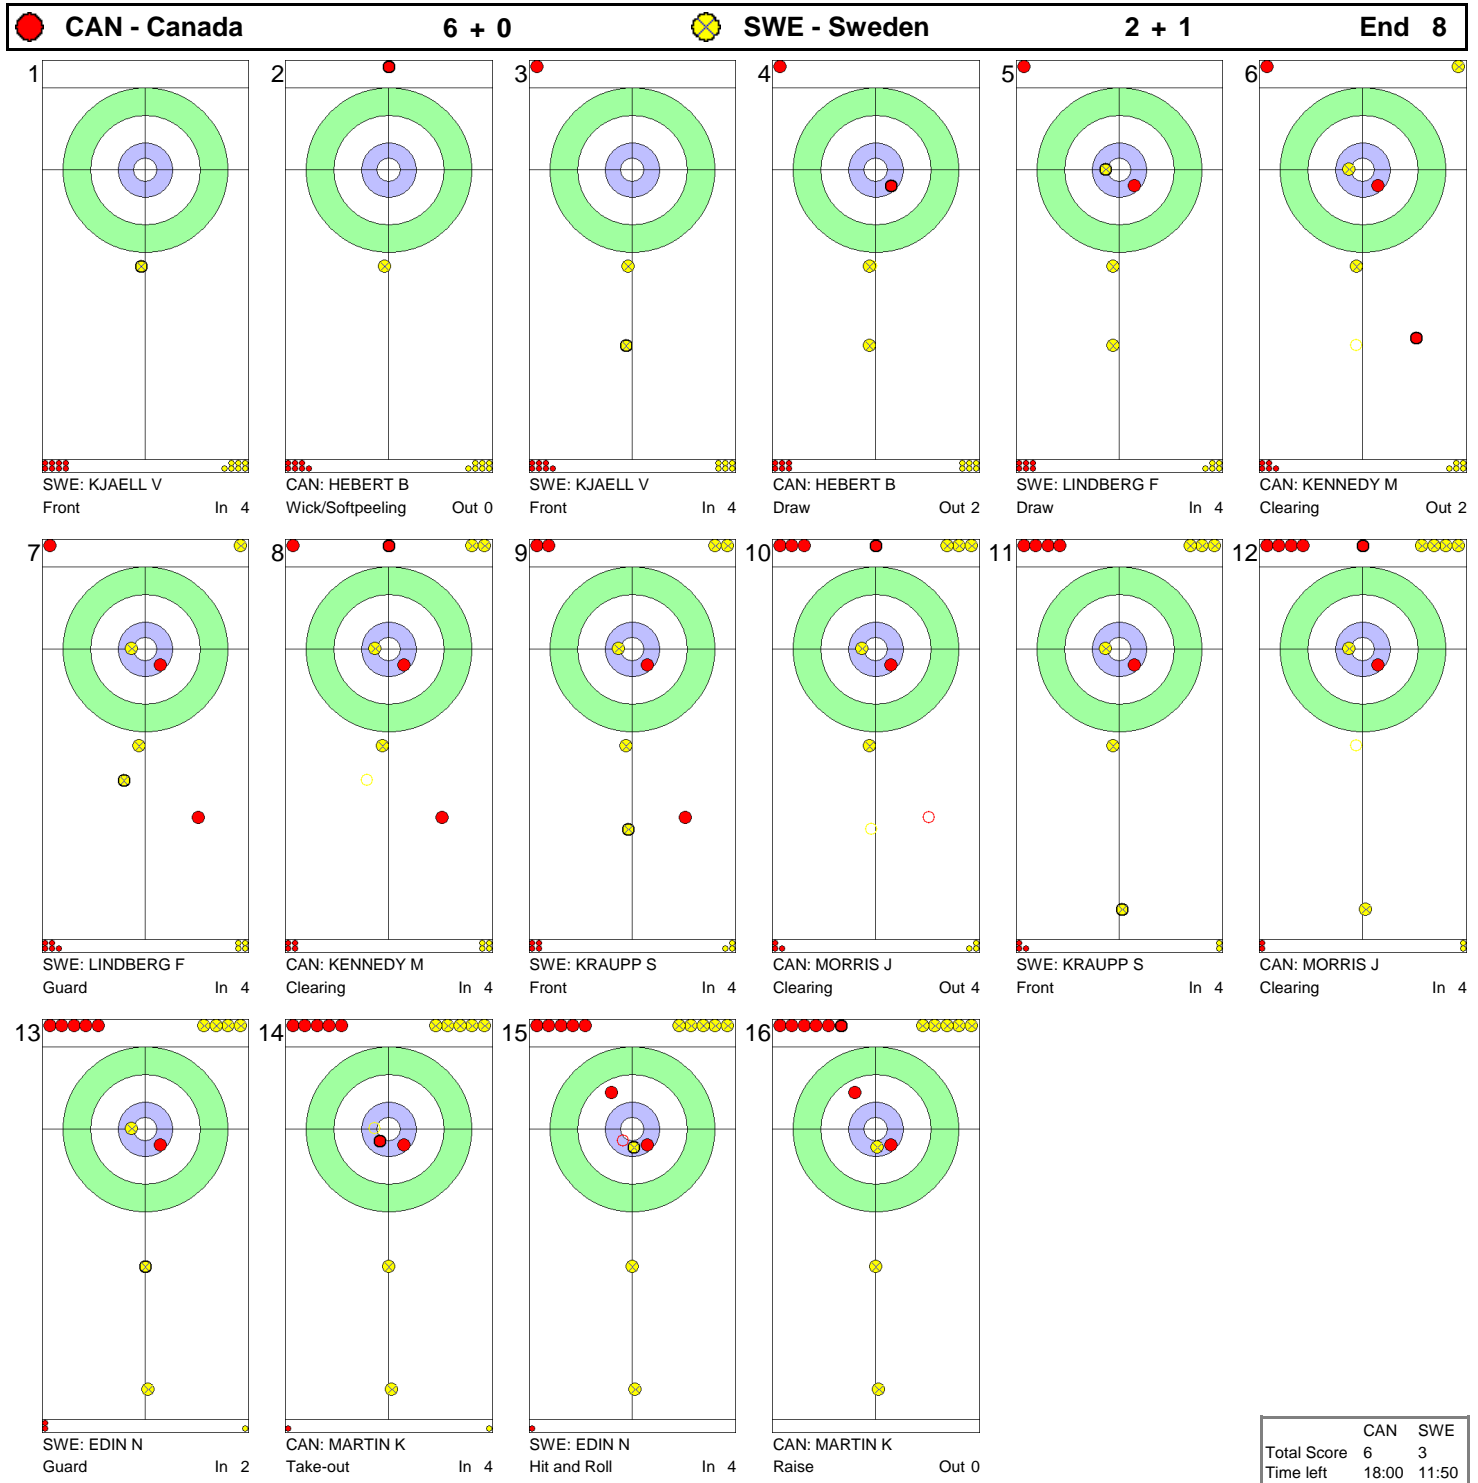 CAN - Canada 6 + 0 SWE - Sweden 2 + 1 End 8
1 2 3 4 5 6
SWE: KJAELL V CAN: HEBERT B SWE: KJAELL V CAN: HEBERT B SWE: LINDBERG F CAN: KENNEDY M
Front In 4 Wick/Softpeeling Out 0 Front In 4 Draw Out 2 Draw In 4 Clearing Out 2
7 8 9 10 11 12
SWE: LINDBERG F CAN: KENNEDY M SWE: KRAUPP S CAN: MORRIS J SWE: KRAUPP S CAN: MORRIS J
Guard In 4 Clearing In 4 Front In 4 Clearing Out 4 Front In 4 Clearing In 4
13 14 15 16
SWE: EDIN N CAN: MARTIN K SWE: EDIN N CAN: MARTIN K
Guard In 2 Take-out In 4 Hit and Roll In 4 Raise Out 0
CAN SWE
Total Score 6 3
Time left 18:00 11:50